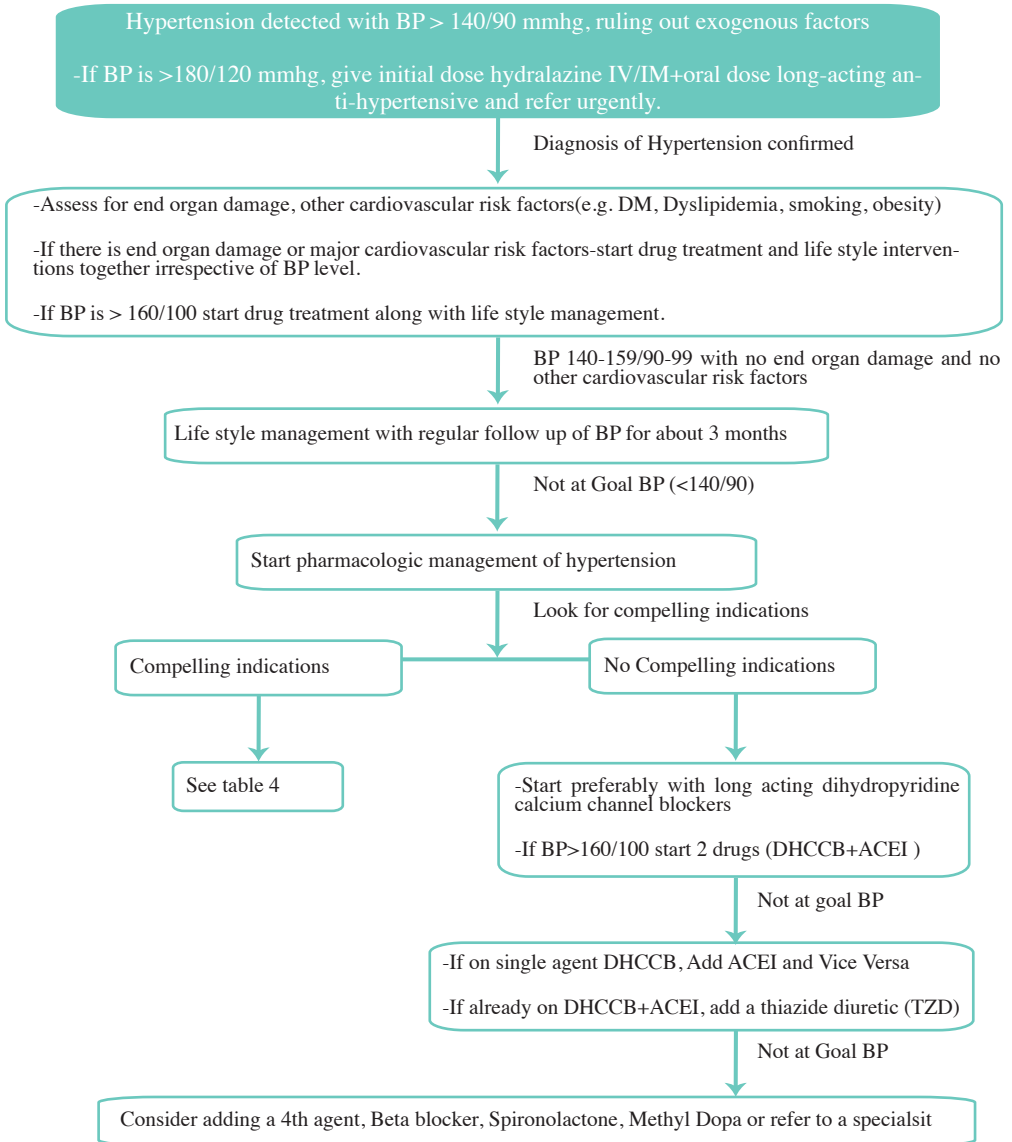 Hypertension detected with BP > 140/90 mmhg, ruling out exogenous factors
-If BP is >180/120 mmhg, give initial dose hydralazine IV/IM+oral dose long-acting an-
ti-hypertensive and refer urgently.
Diagnosis of Hypertension confirmed
-Assess for end organ damage, other cardiovascular risk factors(e.g. DM, Dyslipidemia, smoking, obesity)
-If there is end organ damage or major cardiovascular risk factors-start drug treatment and life style interven-
tions together irrespective of BP level.
-If BP is > 160/100 start drug treatment along with life style management.
BP 140-159/90-99 with no end organ damage and no
other cardiovascular risk factors
Life style management with regular follow up of BP for about 3 months
Not at Goal BP (<140/90)
Start pharmacologic management of hypertension
Look for compelling indications
Compelling indications
No Compelling indications
See table 4
-Start preferably with long acting dihydropyridine
calcium channel blockers
-If BP>160/100 start 2 drugs (DHCCB+ACEI )
Not at goal BP
-If on single agent DHCCB, Add ACEI and Vice Versa
-If already on DHCCB+ACEI, add a thiazide diuretic (TZD)
Not at Goal BP
Consider adding a 4th agent, Beta blocker, Spironolactone, Methyl Dopa or refer to a specialsit